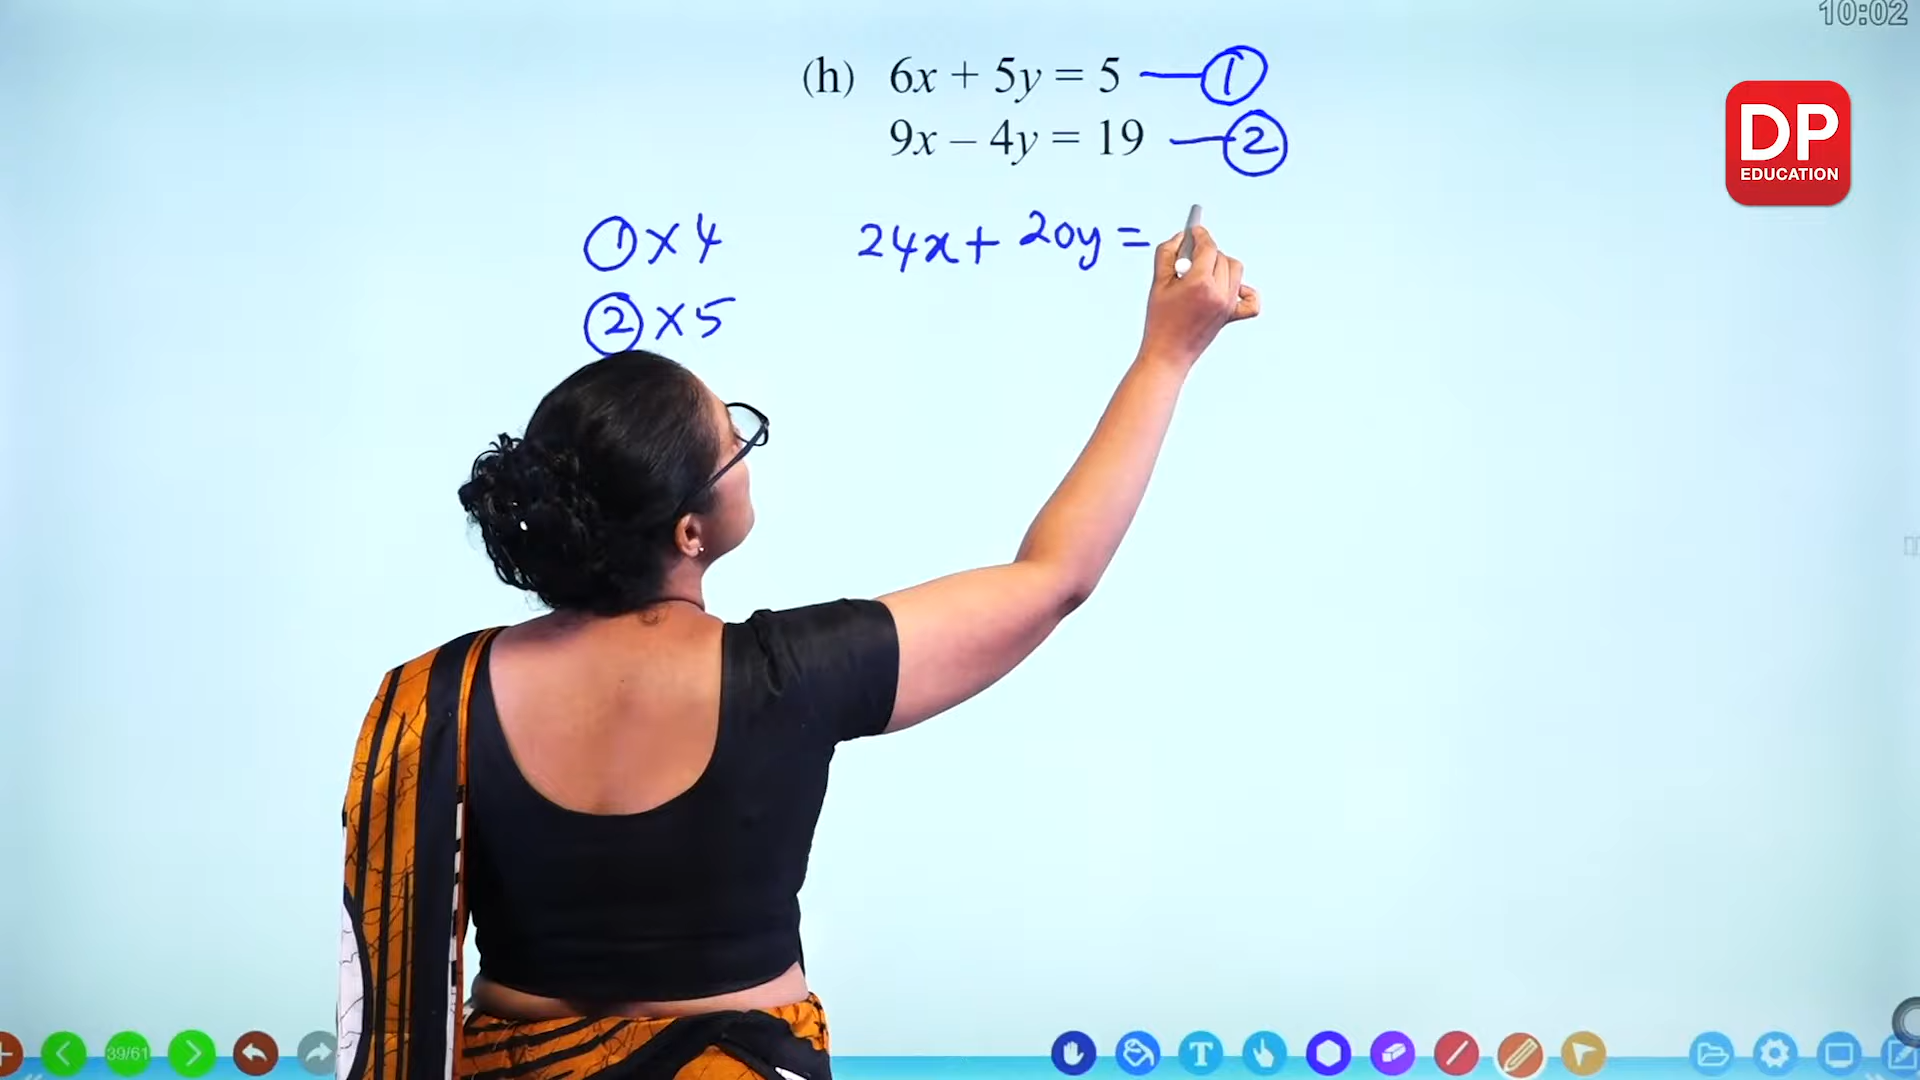 10:02
(h) 6x + 5y = 5 — ①
9x – 4y = 19 — ②
DP
EDUCATION
① × 4 24x + 20y =
② × 5
39/61
T